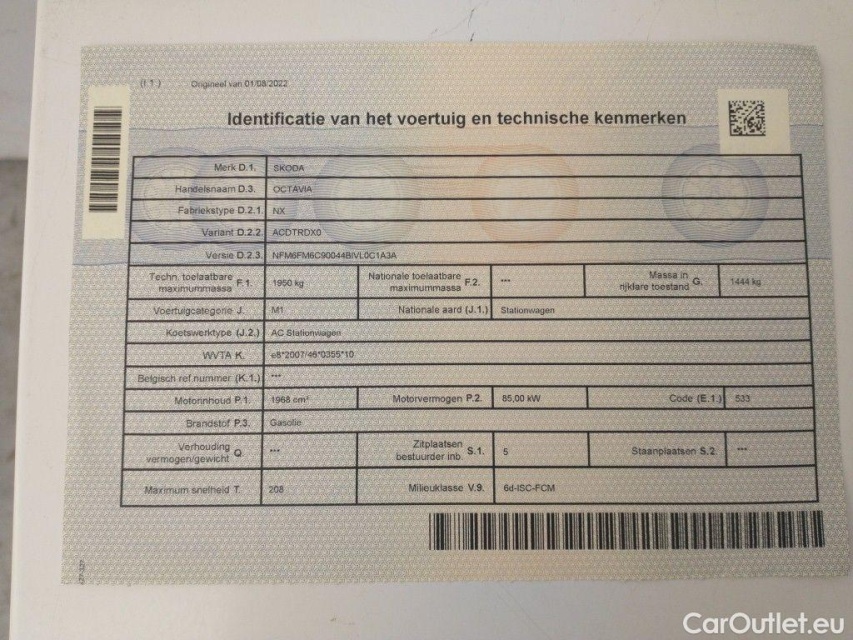 (I.1) Origineel van 01/08/2022
Identificatie van het voertuig en technische kenmerken
Merk D.1. SKODA
Handelsnaam D.3. OCTAVIA
Fabriekstype D.2.1. NX
Variant D.2.2. ACDTRDX0
Versie D.2.3. NFM6FM6C90044BIVL0C1A3A
Techn. toelaatbare maximummassa F.1. 1950 kg Nationale toelaatbare maximummassa F.2. --- Massa in rijklare toestand G. 1444 kg
Voertuigcategorie J. M1 Nationale aard (J.1.) Stationwagen
Koetswerktype (J.2.) AC Stationwagen
WVTA K. e8*2007/46*0355*10
Belgisch ref nummer (K.1.) ---
Motorinhoud P.1. 1968 cm³ Motorvermogen P.2. 85,00 kW Code (E.1.) 533
Brandstof P.3. Gasolie
Verhouding vermogen/gewicht Q --- Zitplaatsen bestuurder inb S.1. 5 Staanplaatsen S.2. ---
Maximum snelheid T. 208 Milieuklasse V.9. 6d-ISC-FCM
CarOutlet.eu